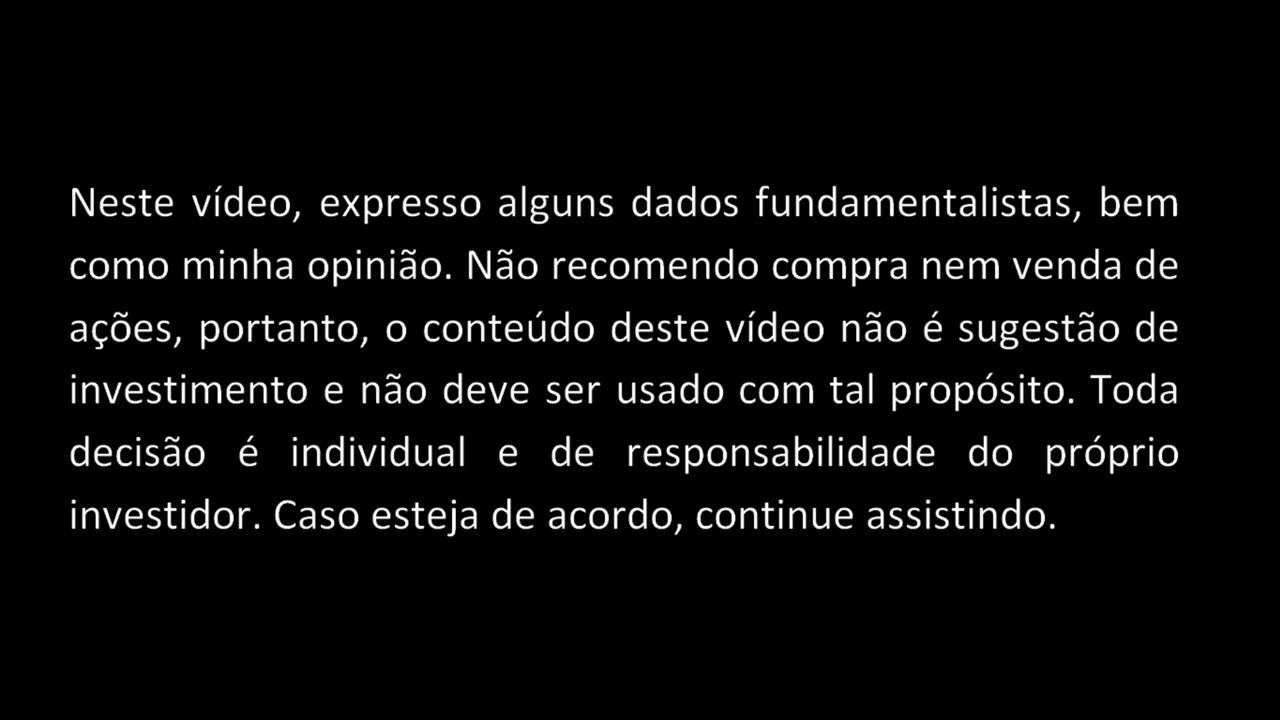 Neste vídeo, expresso alguns dados fundamentalistas, bem
como minha opinião. Não recomendo compra nem venda de
ações, portanto, o conteúdo deste vídeo não é sugestão de
investimento e não deve ser usado com tal propósito. Toda
decisão é individual e de responsabilidade do próprio
investidor. Caso esteja de acordo, continue assistindo.